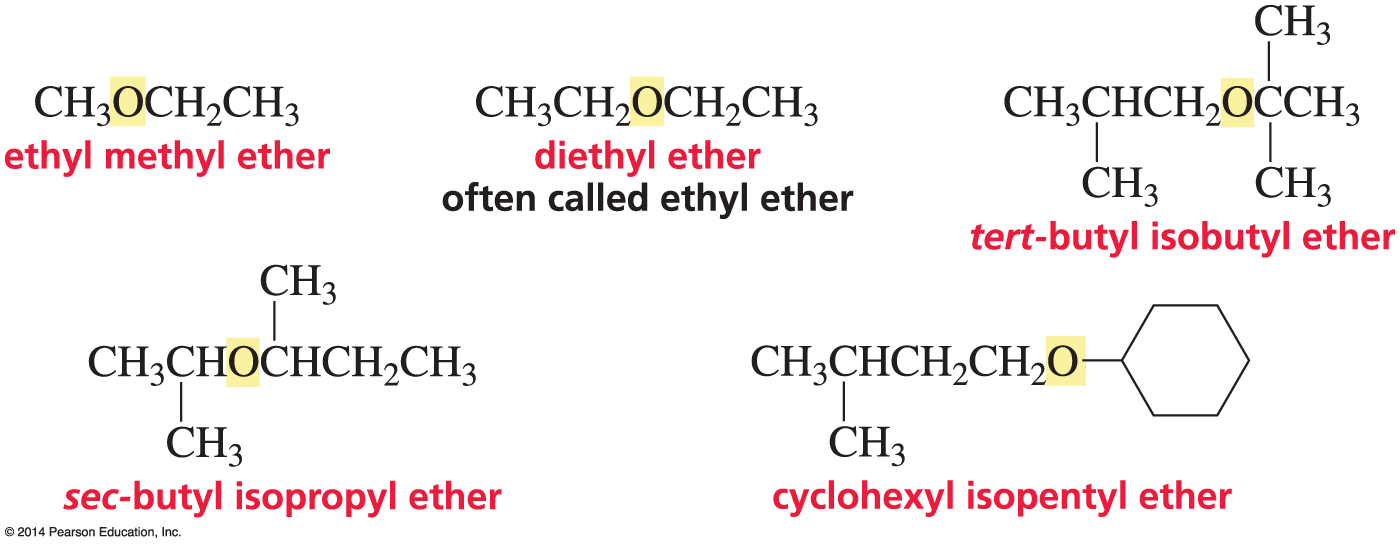 CH₃
CH₃OCH₂CH₃ CH₃CH₂OCH₂CH₃ CH₃CHCH₂OCCH₃
ethyl methyl ether diethyl ether CH₃ CH₃
often called ethyl ether
tert-butyl isobutyl ether
CH₃
CH₃CHOCHCH₂CH₃ CH₃CHCH₂CH₂O
CH₃ CH₃
sec-butyl isopropyl ether cyclohexyl isopentyl ether
© 2014 Pearson Education, Inc.